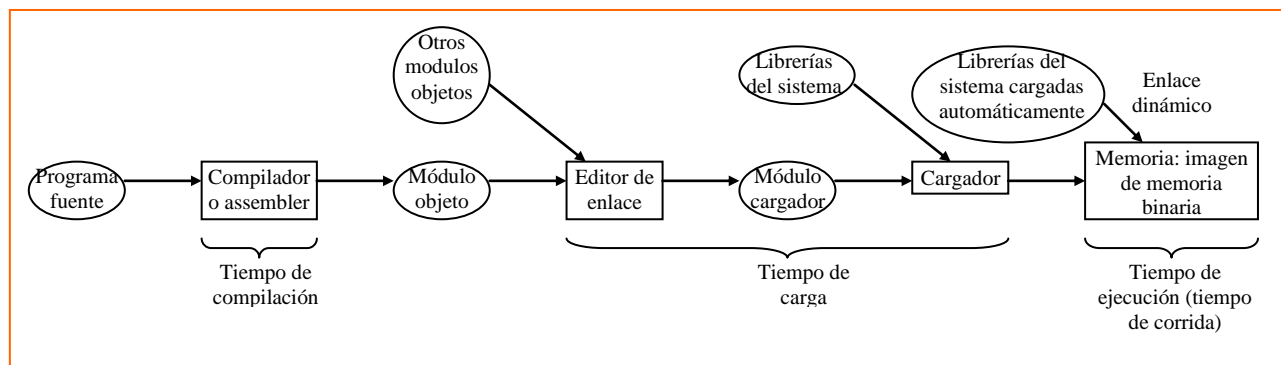 Otros
modulos
objetos
Librerías
del sistema
Librerías del
sistema cargadas
automáticamente
Enlace
dinámico
Programa
fuente
Compilador
o assembler
Módulo
objeto
Editor de
enlace
Módulo
cargador
Cargador
Memoria: imagen
de memoria
binaria
Tiempo de
compilación
Tiempo de
carga
Tiempo de
ejecución (tiempo
de corrida)